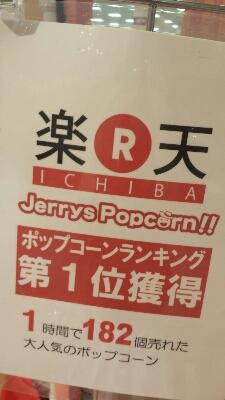 楽R天
ICHIBA
Jerrys Popcorn!!
ポップコーンランキング
第1位獲得
1時間で182個売れた
大人気のポップコーン